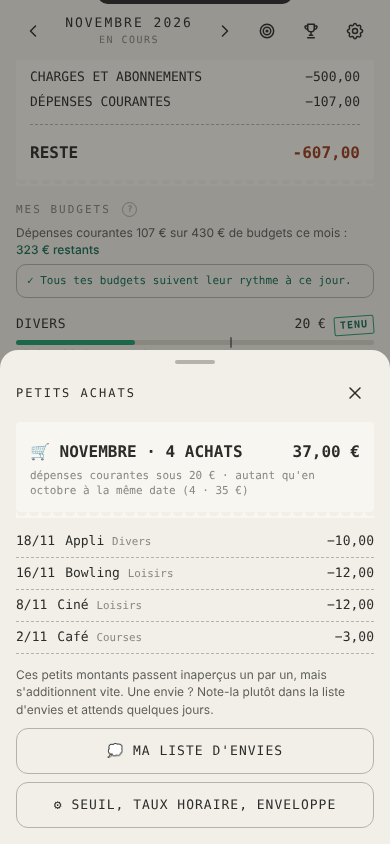 NOVEMBRE 2026
EN COURS
CHARGES ET ABONNEMENTS −500,00
DÉPENSES COURANTES −107,00
RESTE -607,00
MES BUDGETS ?
Dépenses courantes 107 € sur 430 € de budgets ce mois :
323 € restants
✓ Tous tes budgets suivent leur rythme à ce jour.
DIVERS 20 € TENU
PETITS ACHATS
🛒 NOVEMBRE · 4 ACHATS 37,00 €
dépenses courantes sous 20 € · autant qu'en
octobre à la même date (4 · 35 €)
18/11 Appli Divers −10,00
16/11 Bowling Loisirs −12,00
8/11 Ciné Loisirs −12,00
2/11 Café Courses −3,00
Ces petits montants passent inaperçus un par un, mais
s'additionnent vite. Une envie ? Note-la plutôt dans la liste
d'envies et attends quelques jours.
💭 MA LISTE D'ENVIES
⚙ SEUIL, TAUX HORAIRE, ENVELOPPE